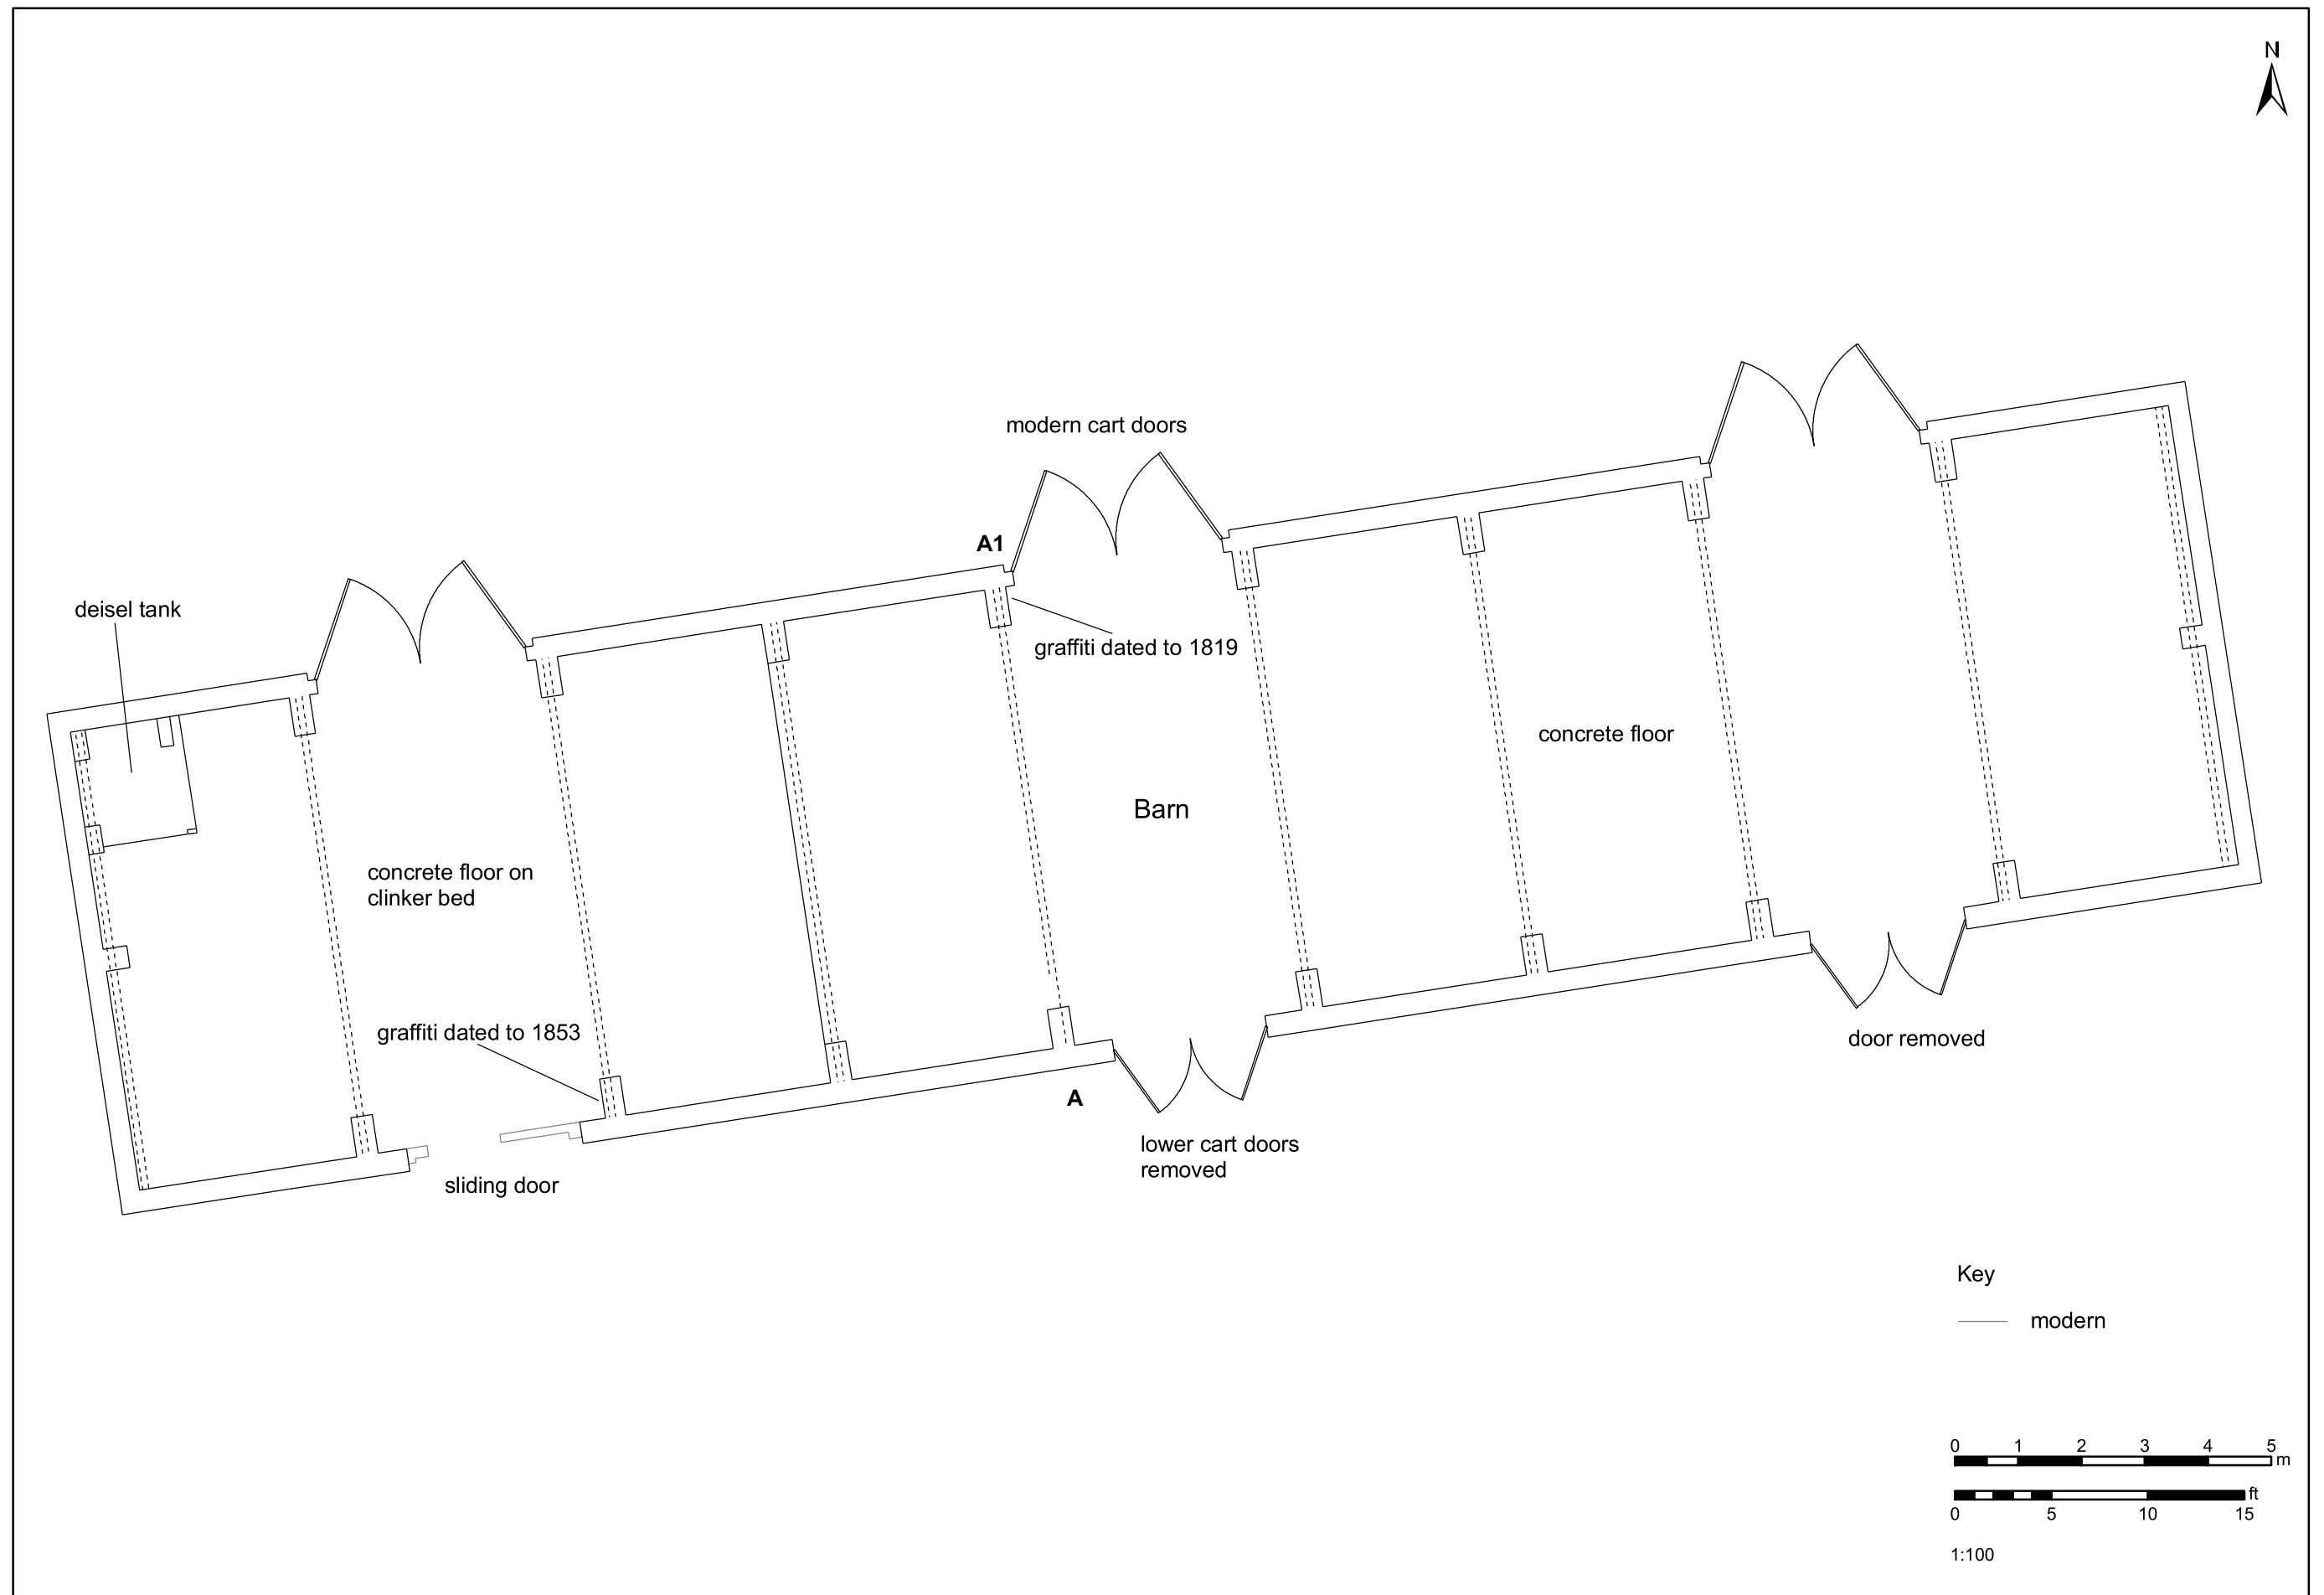 N
modern cart doors
A1
deisel tank
graffiti dated to 1819
concrete floor
Barn
concrete floor on
clinker bed
graffiti dated to 1853
door removed
A
lower cart doors
removed
sliding door
Key
modern
0 1 2 3 4 5
m
ft
0 5 10 15
1:100